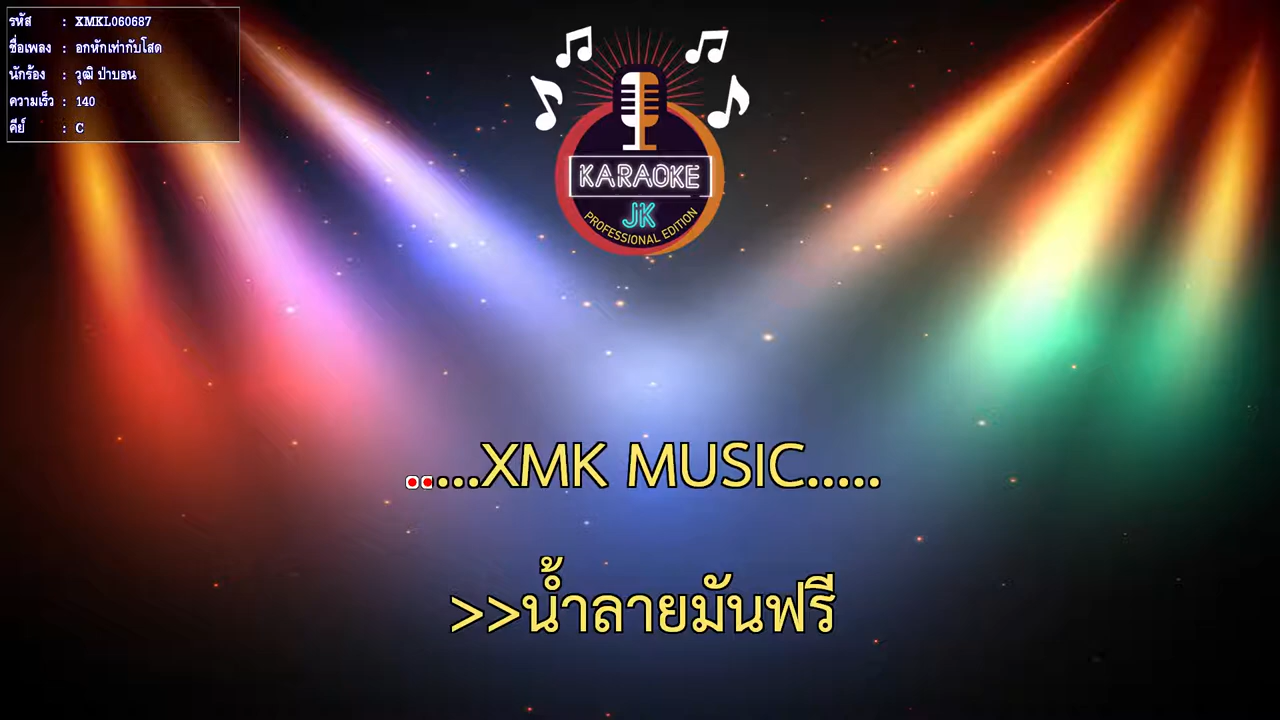 รหัส : XMKL060687
ชื่อเพลง : อกหักเท่ากับโสด
นักร้อง : วุฒิ ป่าบอน
ความเร็ว : 140
คีย์ : C
KARAOKE
JK
PROFESSIONAL EDITION
.....XMK MUSIC.....
>>น้ำลายมันฟรี